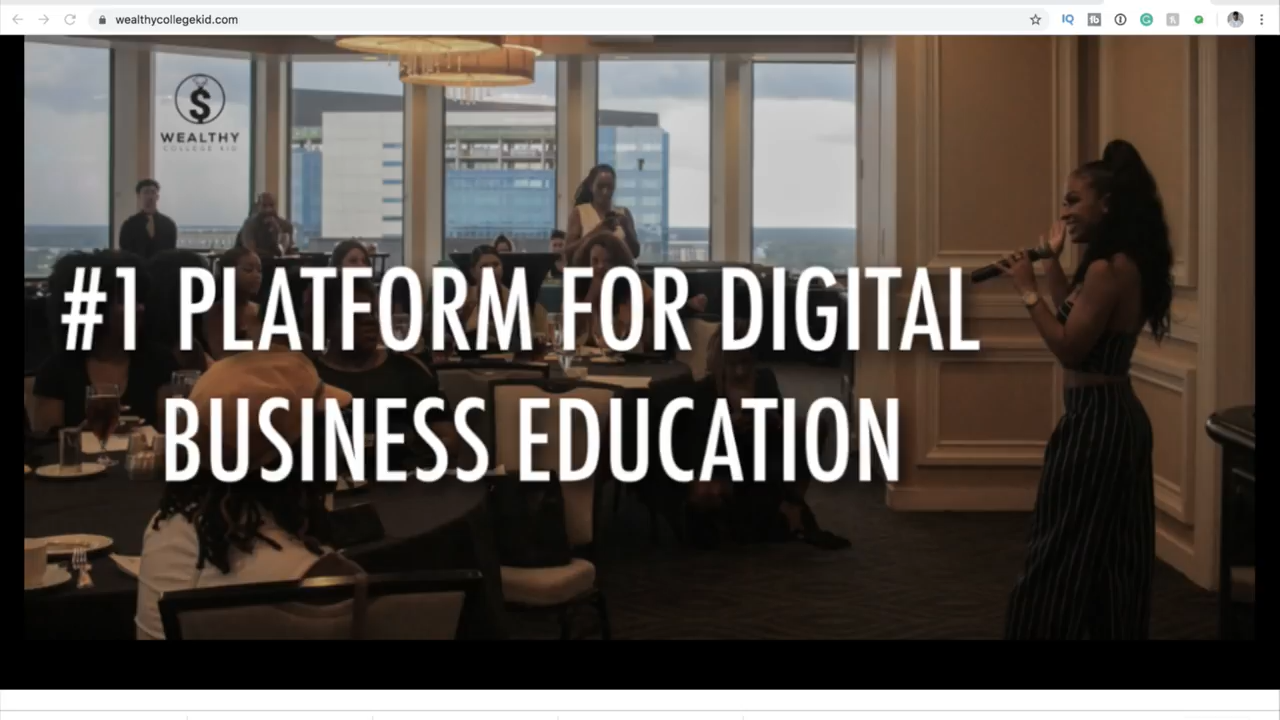 wealthycollegekid.com
$
WEALTHY
COLLEGE KID
#1 PLATFORM FOR DIGITAL
BUSINESS EDUCATION